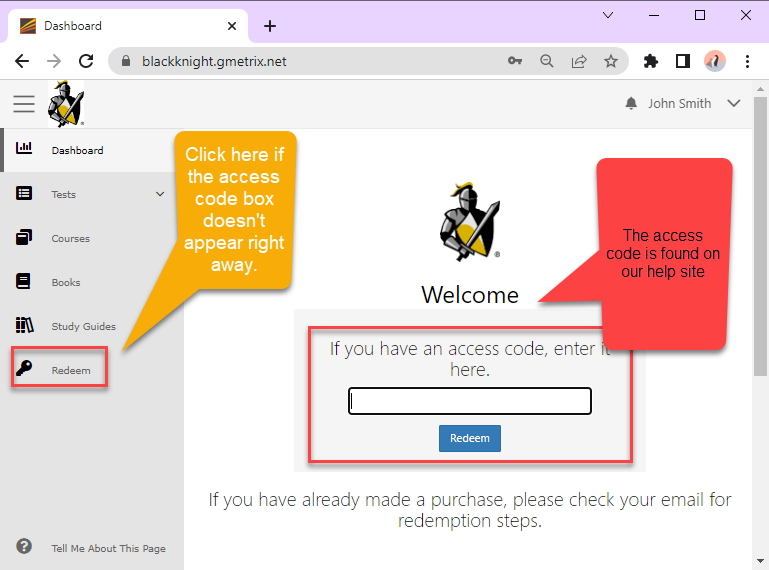 Dashboard
blackknight.gmetrix.net
John Smith
Dashboard
Tests
Courses
Books
Study Guides
Redeem
Tell Me About This Page
Click here if
the access
code box
doesn't
appear right
away.
The access
code is found on
our help site
Welcome
If you have an access code, enter it
here.
Redeem
If you have already made a purchase, please check your email for
redemption steps.